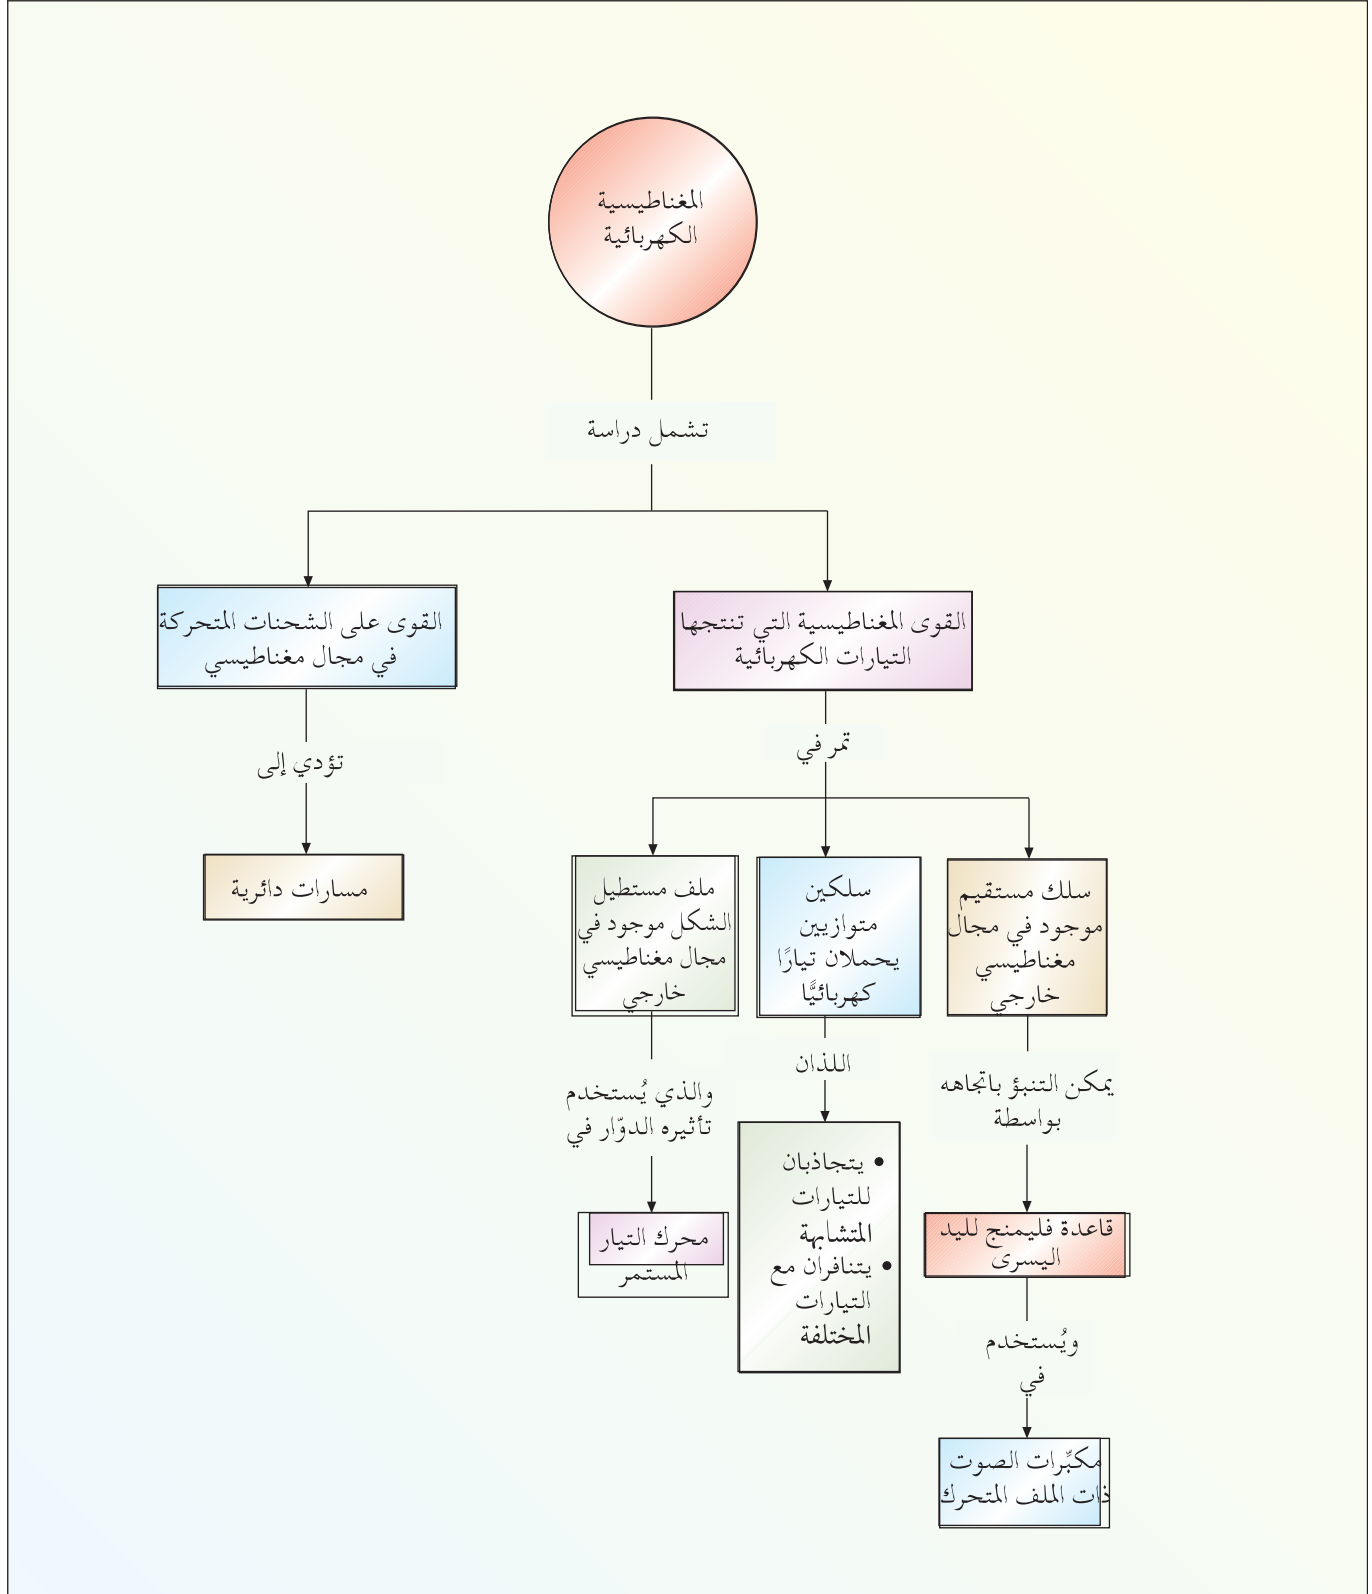 المغناطيسية
الكهربائية
تشمل دراسة
القوى المغناطيسية التي تنتجها
التيارات الكهربائية
القوى على الشحنات المتحركة
في مجال مغناطيسي
تمر في
تؤدي إلى
مسارات دائرية
سلك مستقيم
موجود في مجال
مغناطيسي
خارجي
سلكين
متوازيين
يحملان تيارًا
كهربائيًّا
ملف مستطيل
الشكل موجود في
مجال مغناطيسي
خارجي
يمكن التنبؤ باتجاهه
بواسطة
اللذان
والذي يُستخدم
تأثيره الدوّار في
قاعدة فليمنج لليد
اليسرى
• يتجاذبان
للتيارات
المتشابهة
• يتنافران مع
التيارات
المختلفة
محرك التيار
المستمر
ويُستخدم
في
مكبِّرات الصوت
ذات الملف المتحرك